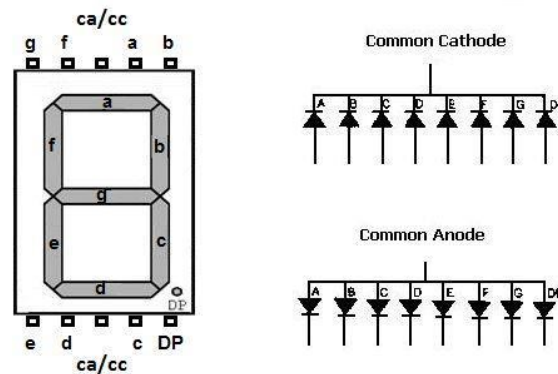 ca/cc
g f a b
a
f b
g
e c
d
DP
e d c DP
ca/cc
Common Cathode
A B C D E F G D
Common Anode
A B C D E F G D